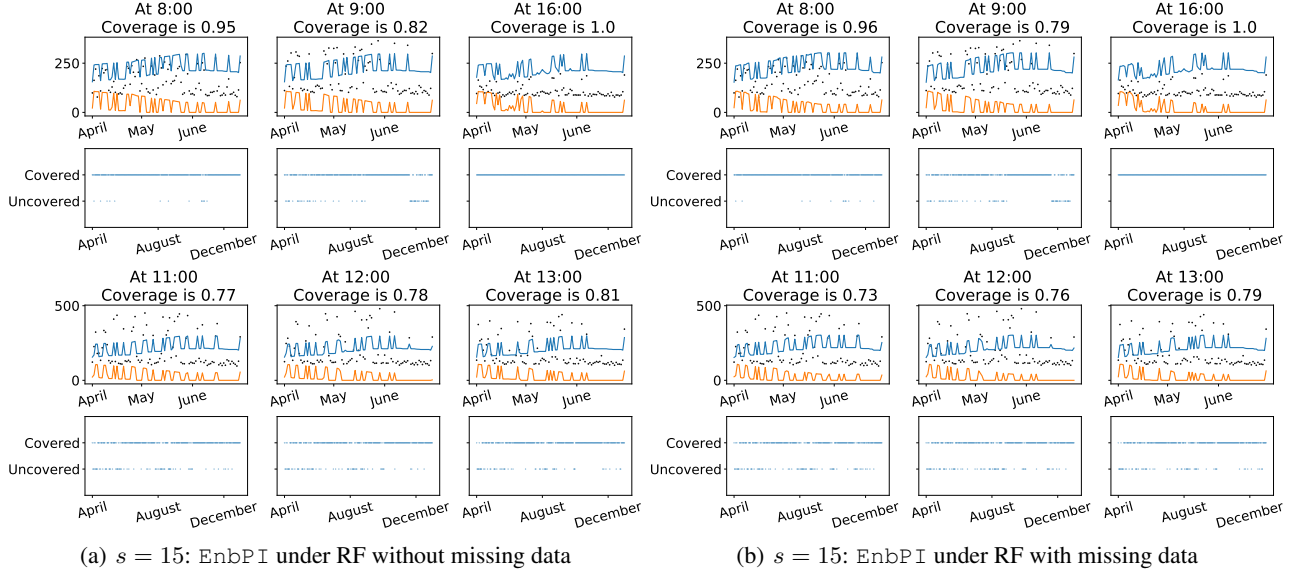 At 8:00 At 9:00 At 16:00 At 8:00 At 9:00 At 16:00
Coverage is 0.95 Coverage is 0.82 Coverage is 1.0 Coverage is 0.96 Coverage is 0.79 Coverage is 1.0
250 250
0 0
April May June April May June April May June April May June April May June April May June
Covered Covered
Uncovered Uncovered
April August December April August December April August December April August December April August December April August December
At 11:00 At 12:00 At 13:00 At 11:00 At 12:00 At 13:00
Coverage is 0.77 Coverage is 0.78 Coverage is 0.81 Coverage is 0.73 Coverage is 0.76 Coverage is 0.79
500 500
0 0
April May June April May June April May June April May June April May June April May June
Covered Covered
Uncovered Uncovered
April August December April August December April August December April August December April August December April August December
(a) s = 15: EnbPI under RF without missing data (b) s = 15: EnbPI under RF with missing data